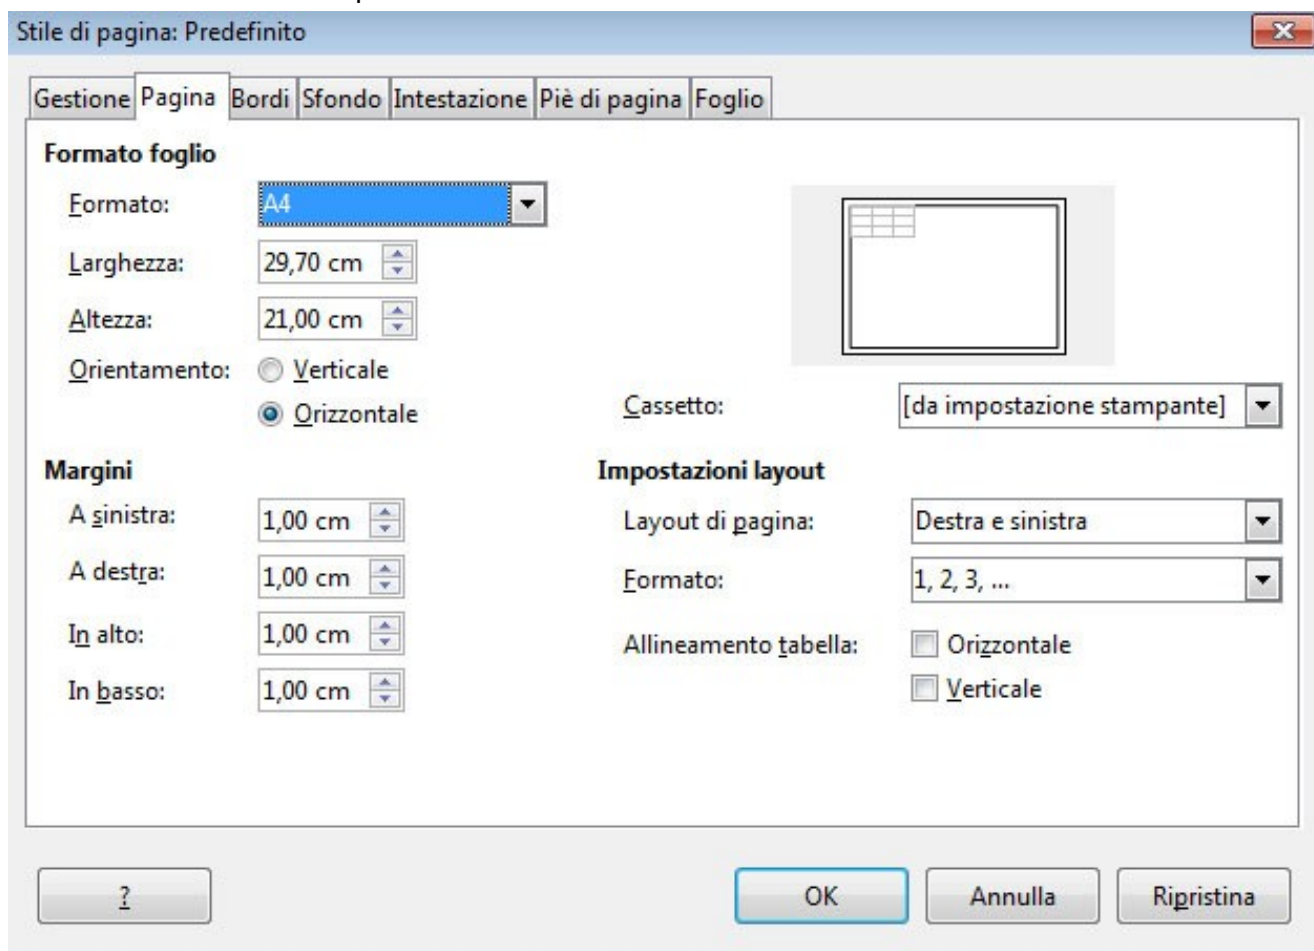 Stile di pagina: Predefinito
Gestione Pagina Bordi Sfondo Intestazione Piè di pagina Foglio
Formato foglio
Formato: A4
Larghezza: 29,70 cm
Altezza: 21,00 cm
Orientamento: Verticale
Orizzontale
Cassetto: [da impostazione stampante]
Margini
A sinistra: 1,00 cm
A destra: 1,00 cm
In alto: 1,00 cm
In basso: 1,00 cm
Impostazioni layout
Layout di pagina: Destra e sinistra
Formato: 1, 2, 3, ...
Allineamento tabella: Orizzontale
Verticale
? OK Annulla Ripristina